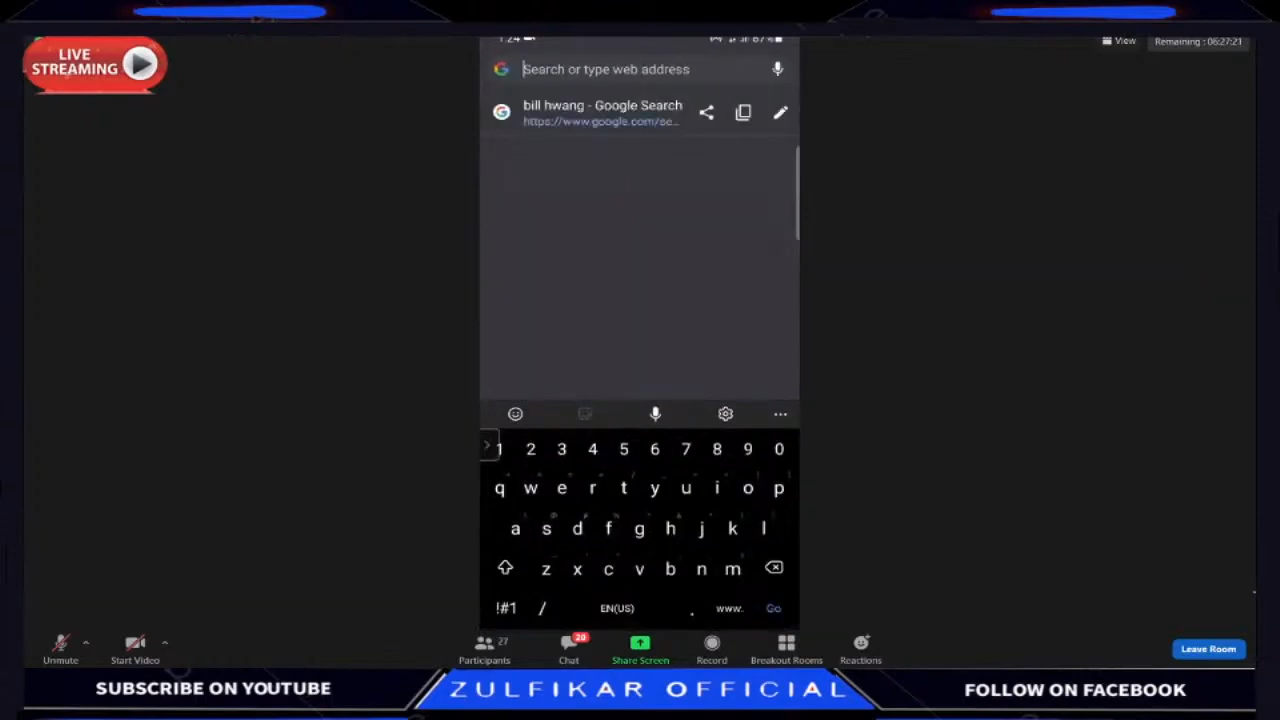 LIVE
STREAMING
View
Remaining : 06:27:21
1:24
67%
Search or type web address
bill hwang - Google Search
https://www.google.com/se...
1 2 3 4 5 6 7 8 9 0
q w e r t y u i o p
a s d f g h j k l
z x c v b n m
!#1 / EN(US) . www. Go
27
20
Unmute
Start Video
Participants
Chat
Share Screen
Record
Breakout Rooms
Reactions
Leave Room
SUBSCRIBE ON YOUTUBE
ZULFIKAR OFFICIAL
FOLLOW ON FACEBOOK